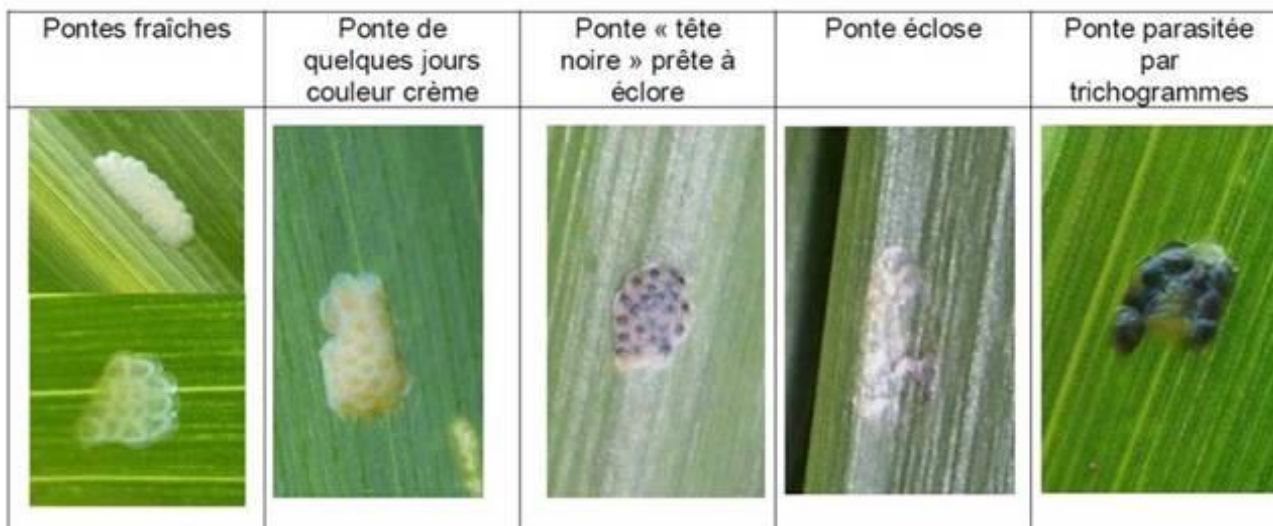 Pontes fraîches
Ponte de
quelques jours
couleur crème
Ponte « tête
noire » prête à
éclore
Ponte éclose
Ponte parasitée
par
trichogrammes